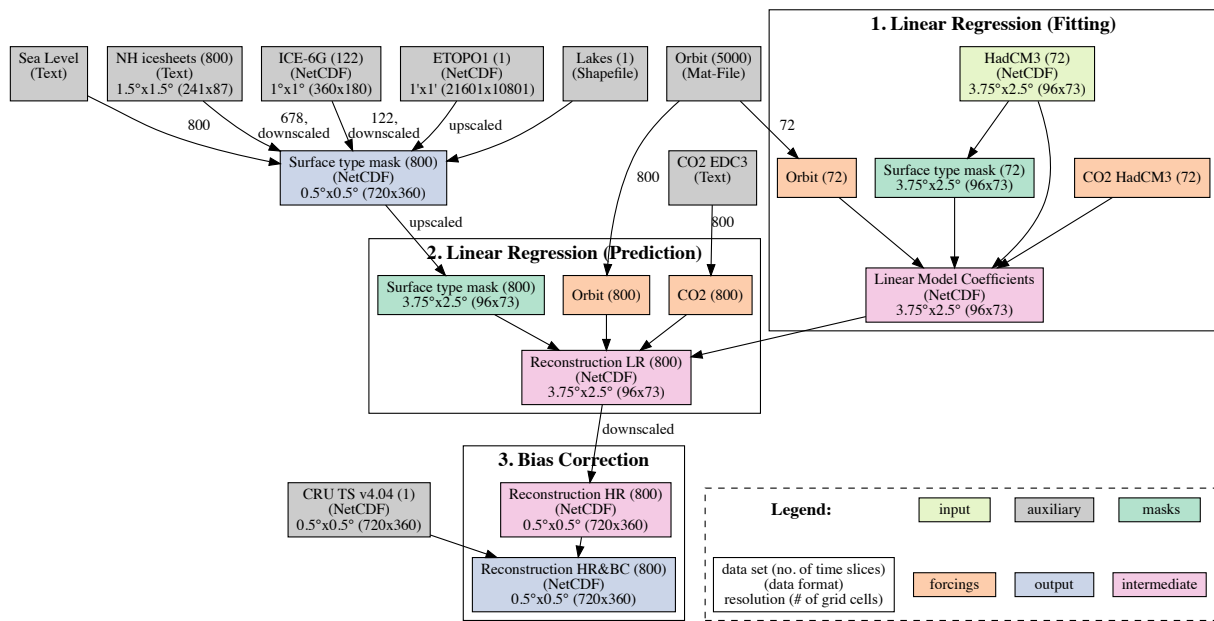 1. Linear Regression (Fitting)
Sea Level
(Text)
NH icesheets (800)
(Text)
1.5°x1.5° (241x87)
ICE-6G (122)
(NetCDF)
1°x1° (360x180)
ETOPO1 (1)
(NetCDF)
1'x1' (21601x10801)
Lakes (1)
(Shapefile)
Orbit (5000)
(Mat-File)
HadCM3 (72)
(NetCDF)
3.75°x2.5° (96x73)
800
678,
downscaled
122,
downscaled
upscaled
72
Surface type mask (800)
(NetCDF)
0.5°x0.5° (720x360)
800
CO2 EDC3
(Text)
Orbit (72)
Surface type mask (72)
3.75°x2.5° (96x73)
CO2 HadCM3 (72)
upscaled
800
2. Linear Regression (Prediction)
Surface type mask (800)
3.75°x2.5° (96x73)
Orbit (800)
CO2 (800)
Linear Model Coefficients
(NetCDF)
3.75°x2.5° (96x73)
Reconstruction LR (800)
(NetCDF)
3.75°x2.5° (96x73)
downscaled
3. Bias Correction
CRU TS v4.04 (1)
(NetCDF)
0.5°x0.5° (720x360)
Reconstruction HR (800)
(NetCDF)
0.5°x0.5° (720x360)
Reconstruction HR&BC (800)
(NetCDF)
0.5°x0.5° (720x360)
Legend:
input
auxiliary
masks
data set (no. of time slices)
(data format)
resolution (# of grid cells)
forcings
output
intermediate